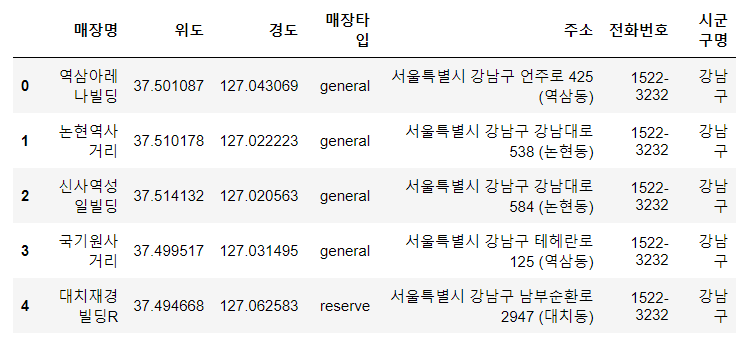 매장명 위도 경도 매장타입 주소 전화번호 시군구명
0 역삼아레나빌딩 37.501087 127.043069 general 서울특별시 강남구 언주로 425 (역삼동) 1522-3232 강남구
1 논현역사거리 37.510178 127.022223 general 서울특별시 강남구 강남대로 538 (논현동) 1522-3232 강남구
2 신사역성일빌딩 37.514132 127.020563 general 서울특별시 강남구 강남대로 584 (논현동) 1522-3232 강남구
3 국기원사거리 37.499517 127.031495 general 서울특별시 강남구 테헤란로 125 (역삼동) 1522-3232 강남구
4 대치재경빌딩R 37.494668 127.062583 reserve 서울특별시 강남구 남부순환로 2947 (대치동) 1522-3232 강남구